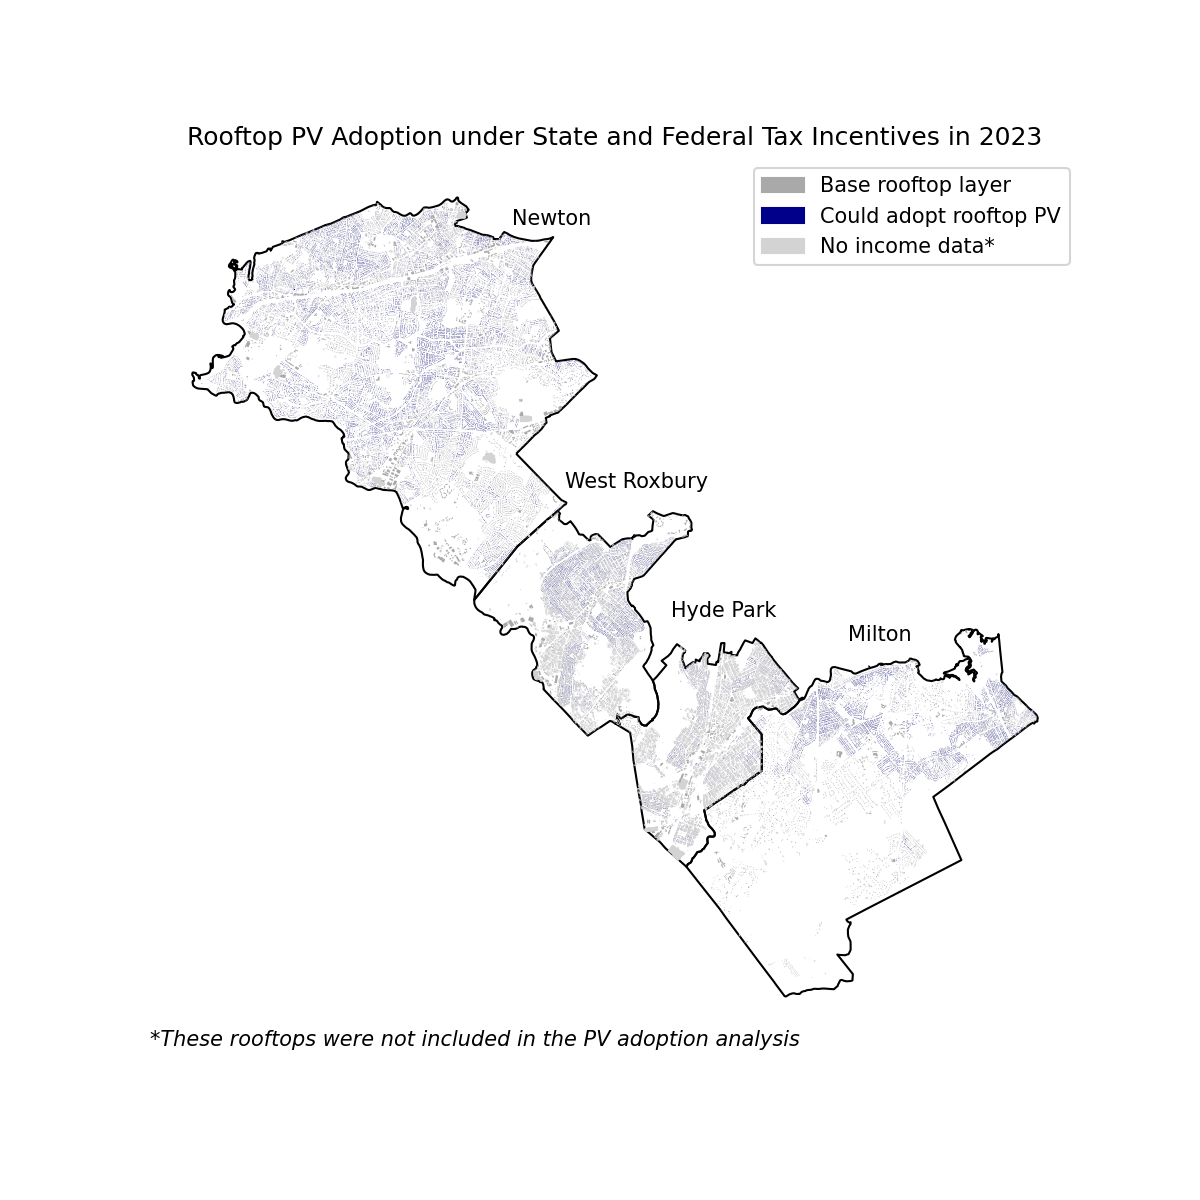 Rooftop PV Adoption under State and Federal Tax Incentives in 2023
Base rooftop layer
Could adopt rooftop PV
No income data*
Newton
West Roxbury
Hyde Park
Milton
*These rooftops were not included in the PV adoption analysis